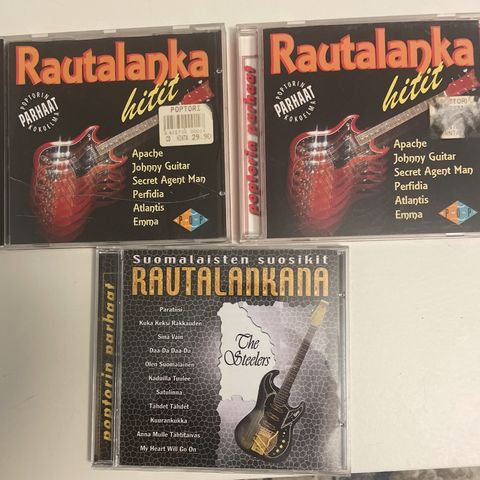 Rautalanka
hitit
POPTORIN
PARHAAT
KOKOELMA
POPTORI
29.90
Apache
Johnny Guitar
Secret Agent Man
Perfidia
Atlantis
Emma
P·O·P
poptorin parhaat
Rautalanka
hitit
POPTORIN
PARHAAT
KOKOELMA
Apache
Johnny Guitar
Secret Agent Man
Perfidia
Atlantis
Emma
P·O·P
poptorin parhaat
Suomalaisten suosikit
RAUTALANKANA
The
Steelers
Paratiisi
Kuka Keksi Rakkauden
Sinä Vain
Daa-Da Daa-Da
Olen Suomalainen
Kaduilla Tuulee
Satulinna
Tähdet Tähdet
Kuurankukka
Anna Mulle Tähtitaivas
My Heart Will Go On